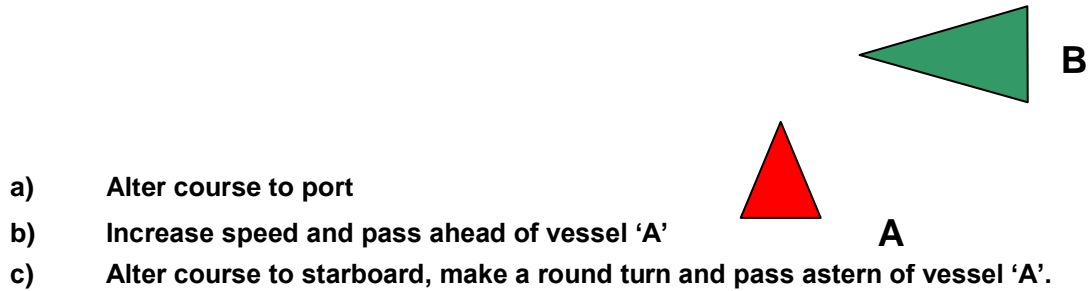 B
a) Alter course to port
b) Increase speed and pass ahead of vessel ‘A’
A
c) Alter course to starboard, make a round turn and pass astern of vessel ‘A’.